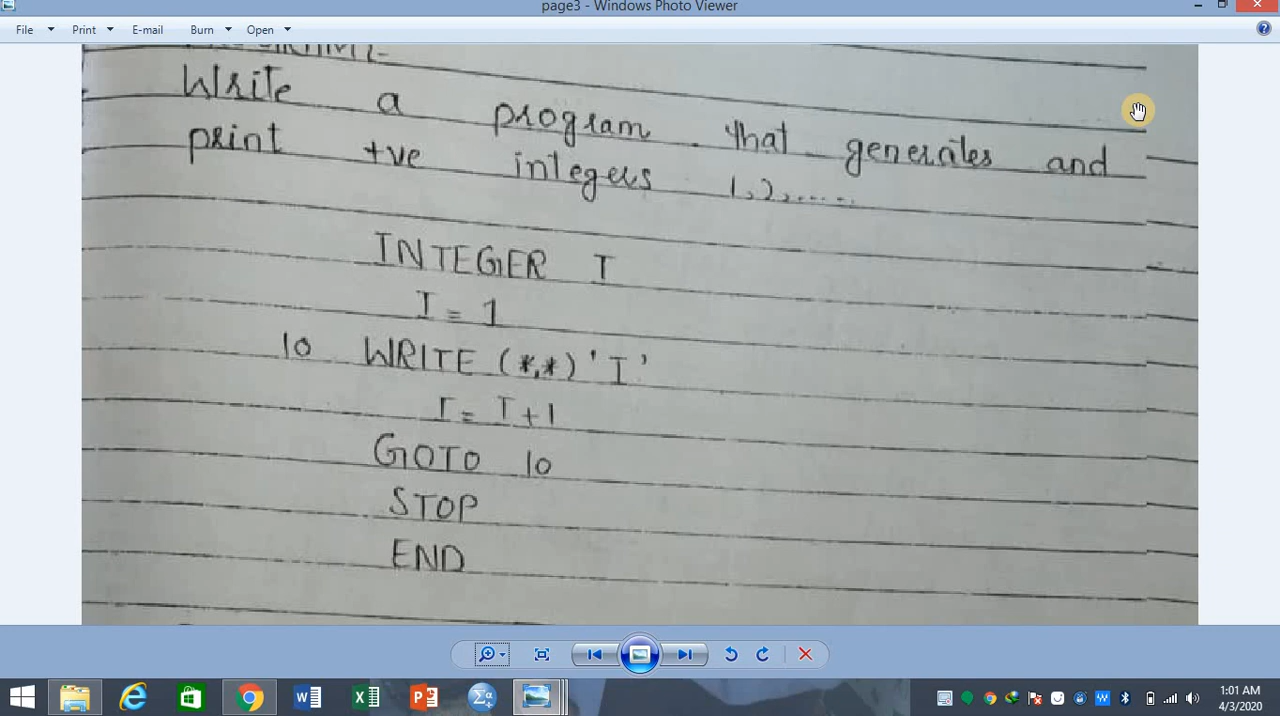 page3 - Windows Photo Viewer
File Print E-mail Burn Open
Write a program that generates and
print +ve integers 1,2,.....
INTEGER I
I = 1
10 WRITE (*,*) ' I '
I = I + 1
GOTO 10
STOP
END
1:01 AM
4/3/2020